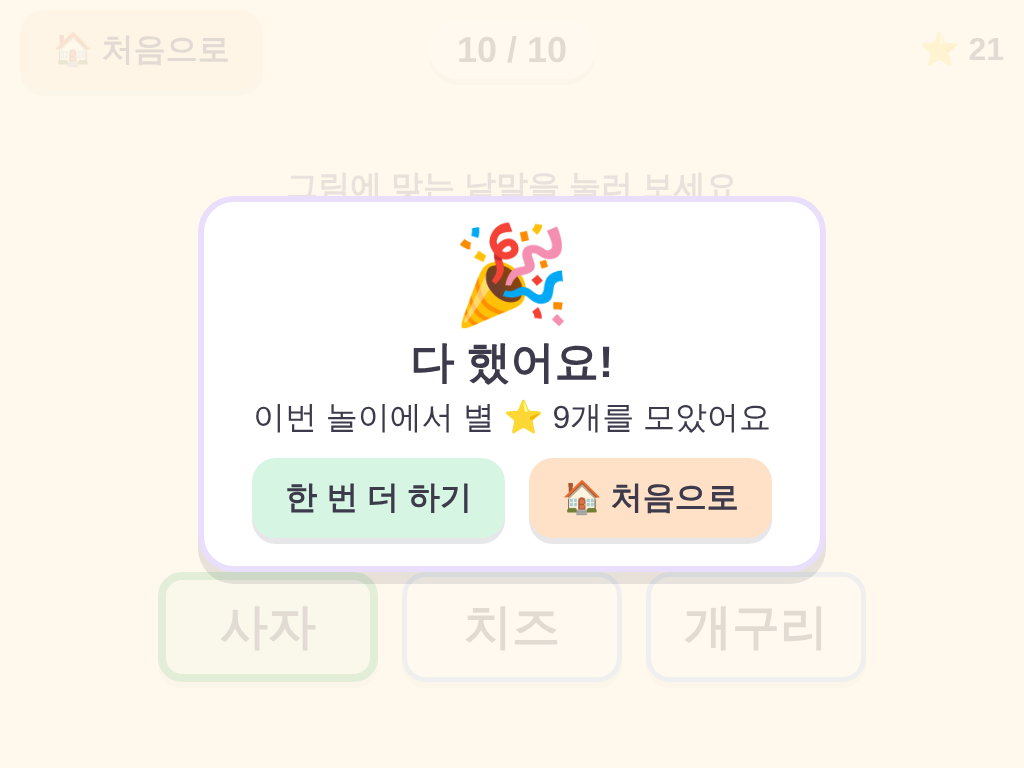 처음으로
10 / 10
21
그림에 맞는 낱말을 눌러 보세요
다 했어요!
이번 놀이에서 별 ⭐ 9개를 모았어요
한 번 더 하기
처음으로
사자
치즈
개구리